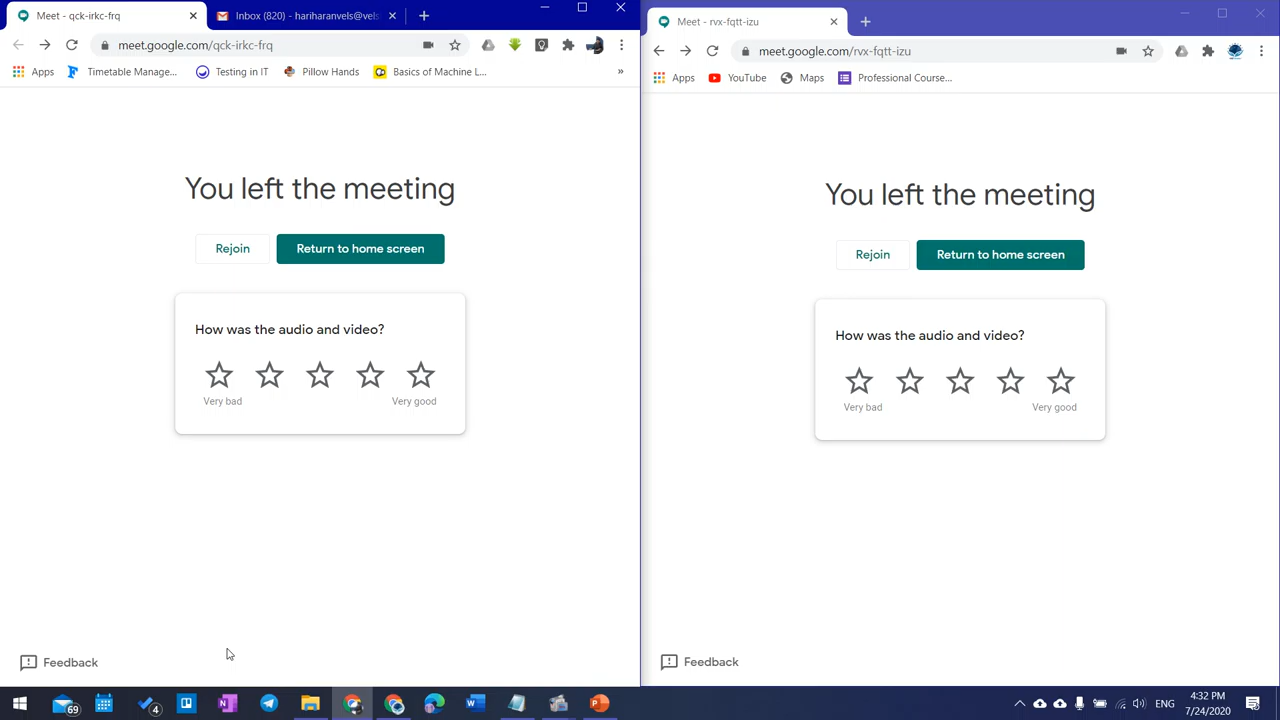 Meet - qck-irkc-frq
Inbox (820) - hariharanvels@vels
meet.google.com/qck-irkc-frq
Apps
Timetable Manage...
Testing in IT
Pillow Hands
Basics of Machine L...
»
You left the meeting
Rejoin
Return to home screen
How was the audio and video?
Very bad
Very good
Feedback
Meet - rvx-fqtt-izu
meet.google.com/rvx-fqtt-izu
Apps
YouTube
Maps
Professional Course...
You left the meeting
Rejoin
Return to home screen
How was the audio and video?
Very bad
Very good
Feedback
69
4
ENG
4:32 PM
7/24/2020